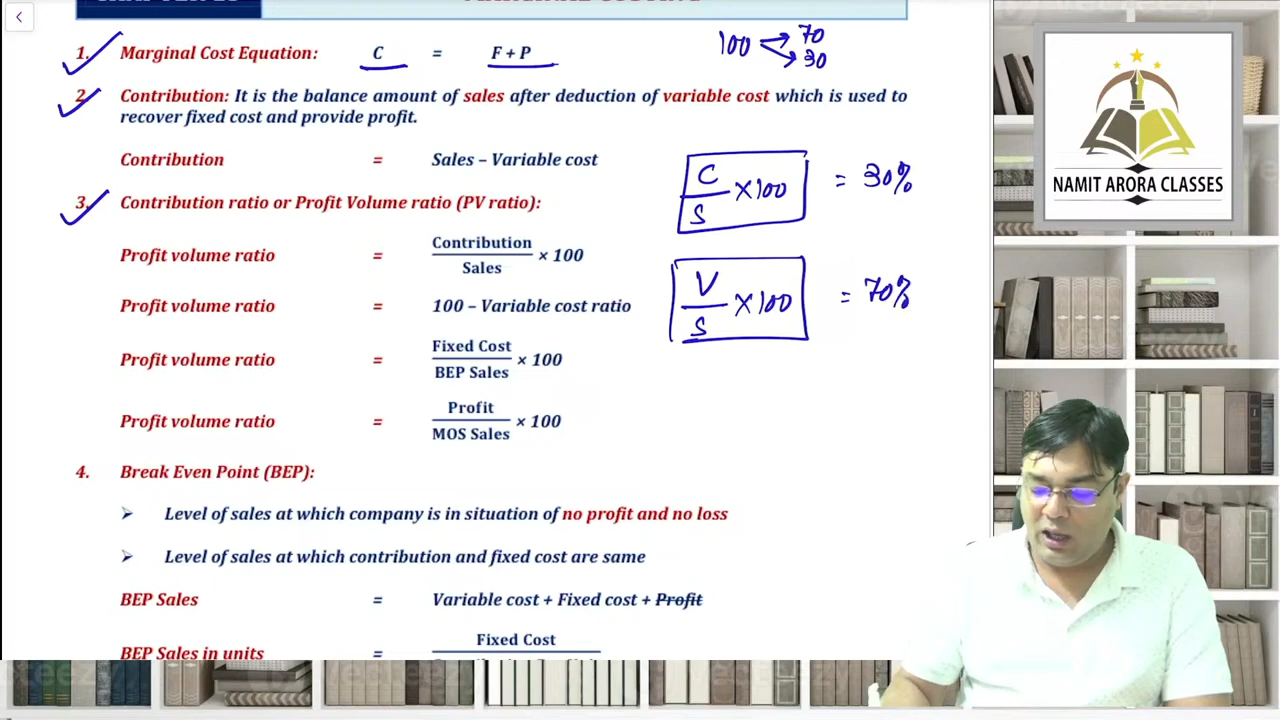 1. Marginal Cost Equation: C = F + P
100 70
30
2. Contribution: It is the balance amount of sales after deduction of variable cost which is used to
recover fixed cost and provide profit.
Contribution = Sales – Variable cost
3. Contribution ratio or Profit Volume ratio (PV ratio):
Profit volume ratio = Contribution
Sales × 100
Profit volume ratio = 100 – Variable cost ratio
Profit volume ratio = Fixed Cost
BEP Sales × 100
Profit volume ratio = Profit
MOS Sales × 100
C
S × 100 = 30%
V
S × 100 = 70%
4. Break Even Point (BEP):
Level of sales at which company is in situation of no profit and no loss
Level of sales at which contribution and fixed cost are same
BEP Sales = Variable cost + Fixed cost + Profit
BEP Sales in units = Fixed Cost
NAMIT ARORA CLASSES